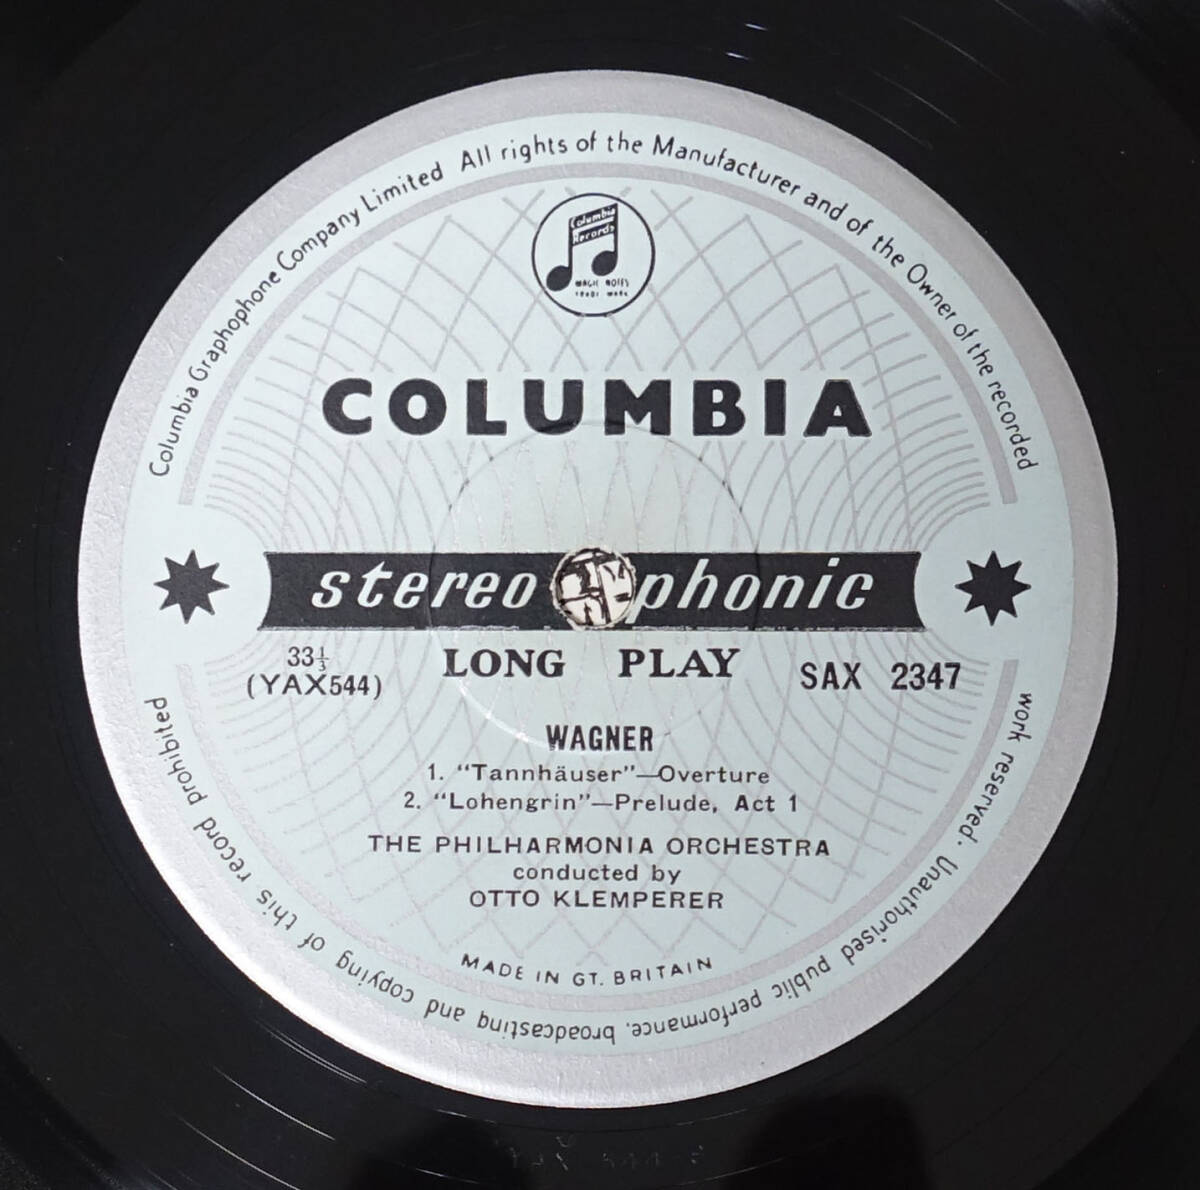 Columbia Graphophone Company Limited All rights of the Manufacturer and of the Owner of the recorded
work reserved. Unauthorised public performance, broadcasting and copying of this record prohibited
Columbia
Records
MAGIC NOTES
TRADE MARK
COLUMBIA
stereophonic
33⅓
(YAX544)
LONG PLAY
SAX 2347
WAGNER
1. "Tannhäuser"—Overture
2. "Lohengrin"—Prelude, Act 1
THE PHILHARMONIA ORCHESTRA
conducted by
OTTO KLEMPERER
MADE IN GT. BRITAIN